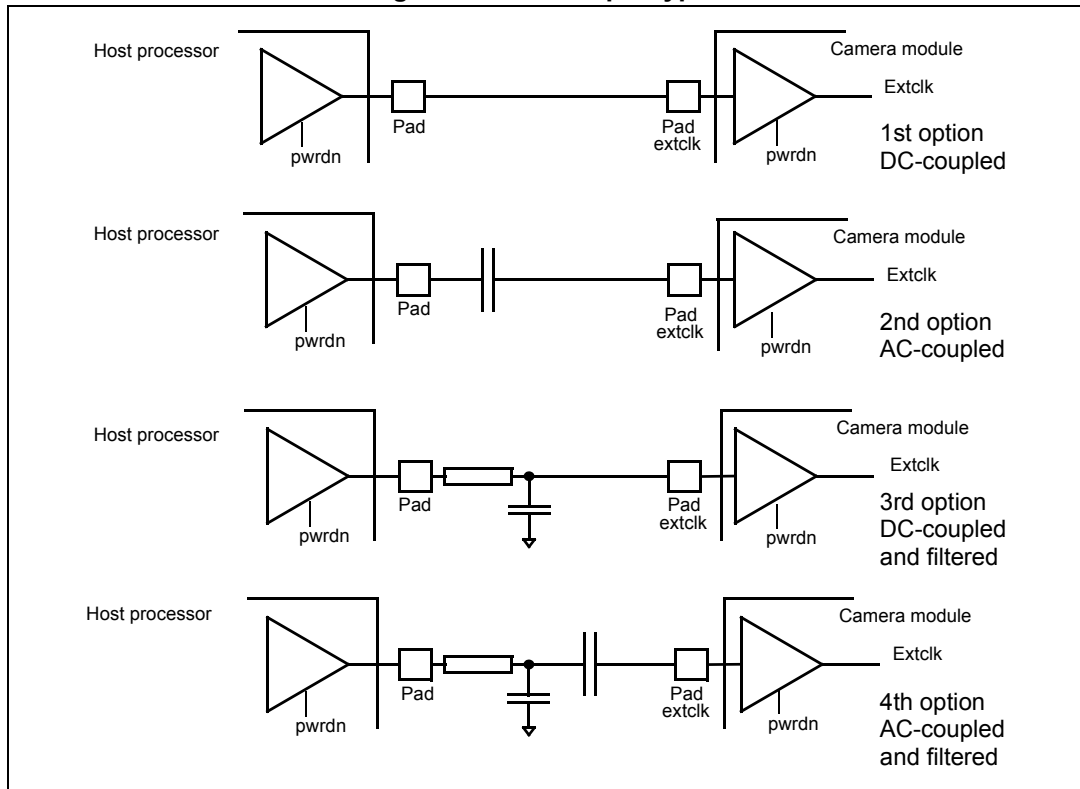 Host processor
Camera module
Extclk
Pad
Pad
extclk
pwrdn
pwrdn
1st option
DC-coupled
Host processor
Camera module
Extclk
Pad
Pad
extclk
pwrdn
pwrdn
2nd option
AC-coupled
Host processor
Camera module
Extclk
Pad
Pad
extclk
pwrdn
pwrdn
3rd option
DC-coupled
and filtered
Host processor
Camera module
Extclk
Pad
Pad
extclk
pwrdn
pwrdn
4th option
AC-coupled
and filtered